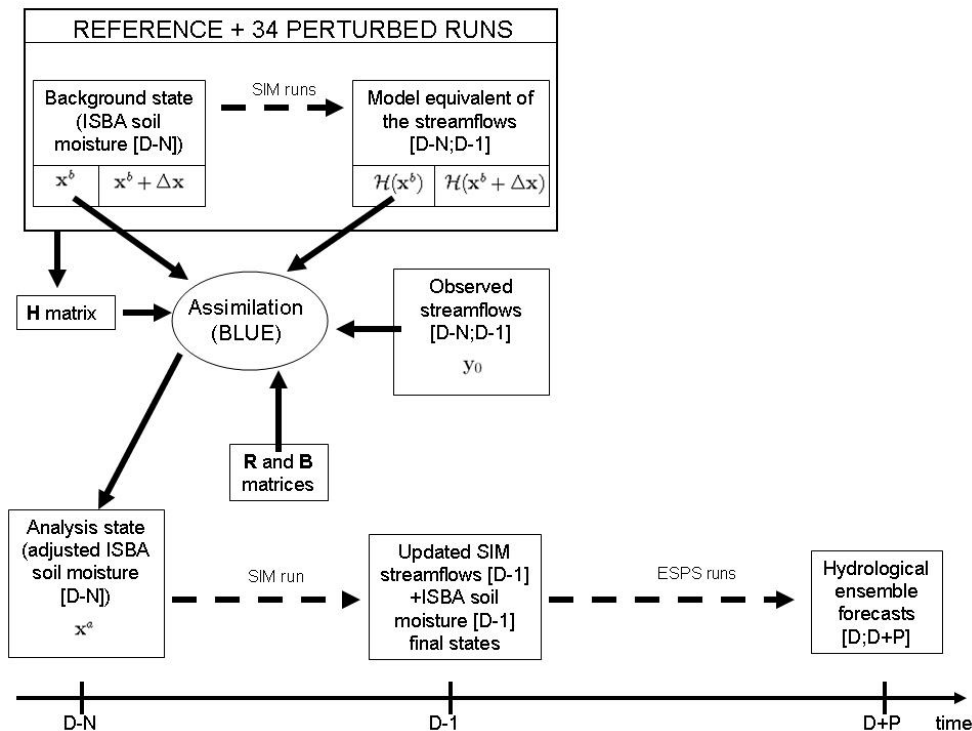 REFERENCE + 34 PERTURBED RUNS
Background state
(ISBA soil
moisture [D-N])
x^b
x^b + Δx
SIM runs
Model equivalent of
the streamflows
[D-N;D-1]
ℋ(x^b)
ℋ(x^b + Δx)
H matrix
Assimilation
(BLUE)
Observed
streamflows
[D-N;D-1]
y₀
R and B
matrices
Analysis state
(adjusted ISBA
soil moisture
[D-N])
x^a
SIM run
Updated SIM
streamflows [D-1]
+ISBA soil
moisture [D-1]
final states
ESPS runs
Hydrological
ensemble
forecasts
[D;D+P]
D-N
D-1
D+P
time